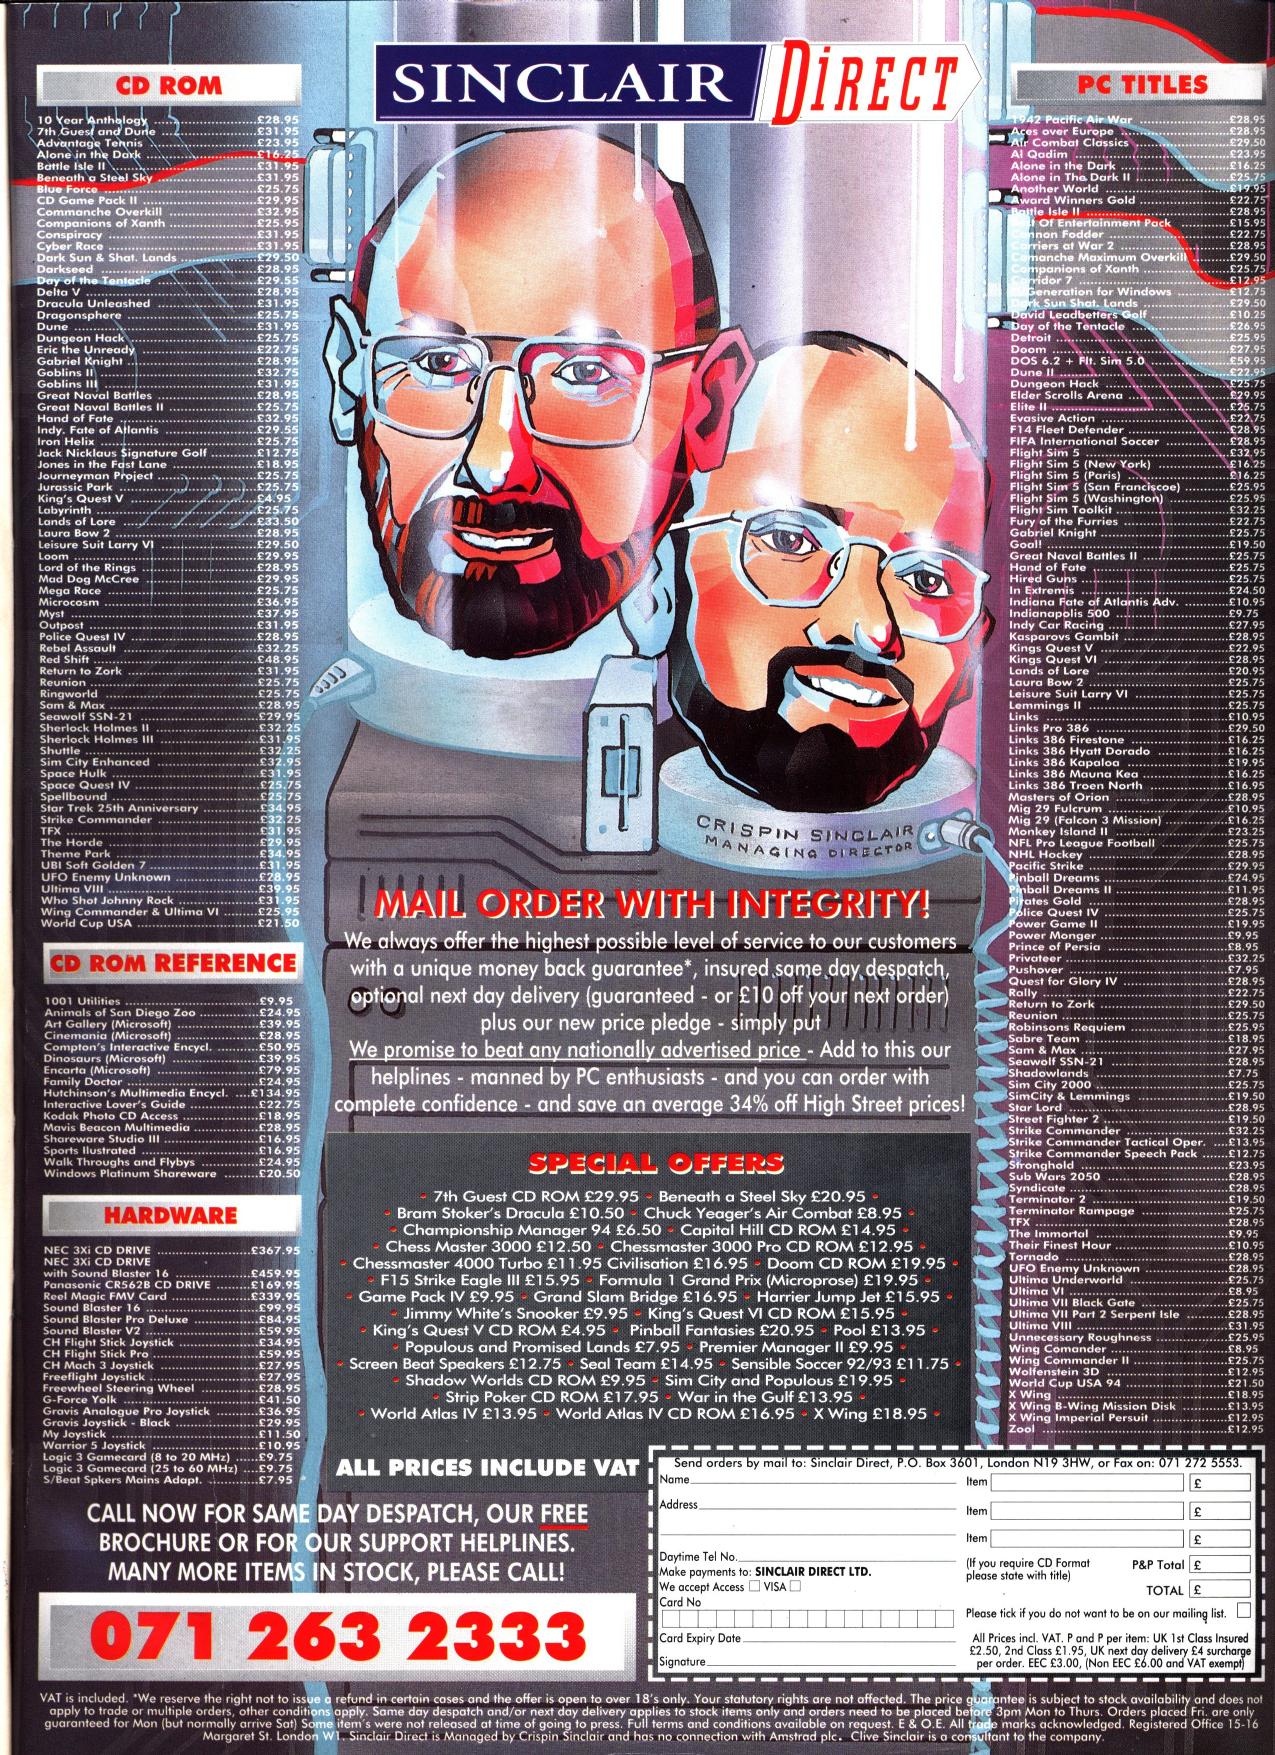 SINCLAIR DIRECT
CD ROM
10 Year Anthology £28.95
7th Guest and Dune £31.95
Advantage Tennis £23.95
Alone in the Dark £16.25
Battle Isle II £31.95
Beneath a Steel Sky £31.95
Blue Force £25.75
CD Game Pack II £29.95
Commanche Overkill £32.95
Companions of Xanth £25.95
Conspiracy £31.95
Cyber Race £31.95
Dark Sun & Shat. Lands £29.50
Darkseed £28.95
Day of the Tentacle £29.55
Delta V £28.95
Dracula Unleashed £31.95
Dragonsphere £25.75
Dune £31.95
Dungeon Hack £25.75
Eric the Unready £22.75
Gabriel Knight £28.95
Goblins II £32.75
Goblins III £31.95
Great Naval Battles £28.95
Great Naval Battles II £25.75
Hand of Fate £32.95
Indy. Fate of Atlantis £29.55
Iron Helix £25.75
Jack Nicklaus Signature Golf £12.75
Jones in the Fast Lane £18.95
Journeyman Project £25.75
Jurassic Park £25.75
King's Quest V £4.95
Labyrinth £25.75
Lands of Lore £33.50
Laura Bow 2 £28.95
Leisure Suit Larry VI £29.50
Loom £29.95
Lord of the Rings £28.95
Mad Dog McCree £29.95
Mega Race £25.75
Microcosm £36.95
Myst £37.95
Outpost £31.95
Police Quest IV £28.95
Rebel Assault £32.25
Red Shift £48.95
Return to Zork £31.95
Reunion £25.75
Ringworld £25.75
Sam & Max £28.95
Seawolf SSN-21 £29.95
Sherlock Holmes II £32.25
Sherlock Holmes III £31.95
Shuttle £32.25
Sim City Enhanced £32.95
Space Hulk £31.95
Space Quest IV £25.75
Spellbound £25.75
Star Trek 25th Anniversary £34.95
Strike Commander £32.25
TFX £31.95
The Horde £29.95
Theme Park £34.95
UBI Soft Golden 7 £31.95
UFO Enemy Unknown £28.95
Ultima VIII £39.95
Who Shot Johnny Rock £31.95
Wing Commander & Ultima VI £25.95
World Cup USA £21.50
CD ROM REFERENCE
1001 Utilities £9.95
Animals of San Diego Zoo £24.95
Art Gallery (Microsoft) £39.95
Cinemania (Microsoft) £28.95
Compton's Interactive Encycl. £50.95
Dinosaurs (Microsoft) £39.95
Encarta (Microsoft) £79.95
Family Doctor £24.95
Hutchinson's Multimedia Encycl. £134.95
Interactive Lover's Guide £22.75
Kodak Photo CD Access £18.95
Mavis Beacon Multimedia £28.95
Shareware Studio III £16.95
Sports Ilustrated £16.95
Walk Throughs and Flybys £24.95
Windows Platinum Shareware £20.50
HARDWARE
NEC 3Xi CD DRIVE £367.95
NEC 3Xi CD DRIVE
with Sound Blaster 16 £459.95
Panasonic CR562B CD DRIVE £169.95
Reel Magic FMV Card £339.95
Sound Blaster 16 £99.95
Sound Blaster Pro Deluxe £84.95
Sound Blaster V2 £59.95
CH Flight Stick Joystick £34.95
CH Flight Stick Pro £59.95
CH Mach 3 Joystick £27.95
Freeflight Joystick £27.95
Freewheel Steering Wheel £28.95
G-Force Yolk £41.50
Gravis Analogue Pro Joystick £36.95
Gravis Joystick - Black £29.95
My Joystick £11.50
Warrior 5 Joystick £10.95
Logic 3 Gamecard (8 to 20 MHz) £9.75
Logic 3 Gamecard (25 to 60 MHz) £9.75
S/Beat Spkers Mains Adapt. £7.95
CRISPIN SINCLAIR
MANAGING DIRECTOR
MAIL ORDER WITH INTEGRITY!
We always offer the highest possible level of service to our customers
with a unique money back guarantee*, insured same day despatch,
optional next day delivery (guaranteed - or £10 off your next order)
plus our new price pledge - simply put
We promise to beat any nationally advertised price - Add to this our
helplines - manned by PC enthusiasts - and you can order with
complete confidence - and save an average 34% off High Street prices!
SPECIAL OFFERS
- 7th Guest CD ROM £29.95 - Beneath a Steel Sky £20.95 -
- Bram Stoker's Dracula £10.50 - Chuck Yeager's Air Combat £8.95 -
- Championship Manager 94 £6.50 - Capital Hill CD ROM £14.95 -
- Chess Master 3000 £12.50 - Chessmaster 3000 Pro CD ROM £12.95 -
- Chessmaster 4000 Turbo £11.95 Civilisation £16.95 - Doom CD ROM £19.95 -
- F15 Strike Eagle III £15.95 - Formula 1 Grand Prix (Microprose) £19.95 -
- Game Pack IV £9.95 - Grand Slam Bridge £16.95 - Harrier Jump Jet £15.95 -
- Jimmy White's Snooker £9.95 - King's Quest VI CD ROM £15.95 -
- King's Quest V CD ROM £4.95 - Pinball Fantasies £20.95 - Pool £13.95 -
- Populous and Promised Lands £7.95 - Premier Manager II £9.95 -
- Screen Beat Speakers £12.75 - Seal Team £14.95 - Sensible Soccer 92/93 £11.75 -
- Shadow Worlds CD ROM £9.95 - Sim City and Populous £19.95 -
- Strip Poker CD ROM £17.95 - War in the Gulf £13.95 -
- World Atlas IV £13.95 - World Atlas IV CD ROM £16.95 - X Wing £18.95 -
PC TITLES
1942 Pacific Air War £28.95
Aces over Europe £28.95
Air Combat Classics £29.50
Al Qadim £23.95
Alone in the Dark £16.25
Alone in The Dark II £25.75
Another World £19.95
Award Winners Gold £22.75
Battle Isle II £28.95
Best Of Entertainment Pack £15.95
Cannon Fodder £22.75
Carriers at War 2 £28.95
Comanche Maximum Overkill £29.50
Companions of Xanth £25.75
Corridor 7 £12.95
Generation for Windows £12.75
Dark Sun Shat. Lands £29.50
David Leadbetters Golf £10.25
Day of the Tentacle £26.95
Detroit £25.95
Doom £27.95
DOS 6.2 + Flt. Sim 5.0 £59.95
Dune II £22.95
Dungeon Hack £25.75
Elder Scrolls Arena £29.95
Elite II £25.75
Evasive Action £22.75
F14 Fleet Defender £28.95
FIFA International Soccer £28.95
Flight Sim 5 £32.95
Flight Sim 5 (New York) £16.25
Flight Sim 5 (Paris) £16.25
Flight Sim 5 (San Franciscoe) £25.95
Flight Sim 5 (Washington) £25.95
Flight Sim Toolkit £32.25
Fury of the Furries £22.75
Gabriel Knight £25.75
Goal! £19.50
Great Naval Battles II £25.75
Hand of Fate £25.75
Hired Guns £25.75
In Extremis £24.50
Indiana Fate of Atlantis Adv. £10.95
Indianapolis 500 £9.75
Indy Car Racing £27.95
Kasparovs Gambit £28.95
Kings Quest V £22.95
Kings Quest VI £28.95
Lands of Lore £20.95
Laura Bow 2 £25.75
Leisure Suit Larry VI £25.75
Lemmings II £25.75
Links £10.95
Links Pro 386 £29.50
Links 386 Firestone £16.25
Links 386 Hyatt Dorado £16.25
Links 386 Kapaloa £19.95
Links 386 Mauna Kea £16.25
Links 386 Troen North £16.95
Masters of Orion £28.95
Mig 29 Fulcrum £10.95
Mig 29 (Falcon 3 Mission) £16.25
Monkey Island II £23.25
NFL Pro League Football £25.75
NHL Hockey £28.95
Pacific Strike £29.95
Pinball Dreams £24.95
Pinball Dreams II £11.95
Pirates Gold £28.95
Police Quest IV £25.75
Power Game II £19.95
Power Monger £9.95
Prince of Persia £8.95
Privateer £32.25
Pushover £7.95
Quest for Glory IV £28.95
Rally £22.75
Return to Zork £29.50
Reunion £25.75
Robinsons Requiem £25.95
Sabre Team £18.95
Sam & Max £27.95
Seawolf SSN-21 £28.95
Shadowlands £7.75
Sim City 2000 £25.75
SimCity & Lemmings £19.50
Star Lord £28.95
Street Fighter 2 £19.50
Strike Commander £32.25
Strike Commander Tactical Oper. £13.95
Strike Commander Speech Pack £12.75
Stronghold £23.95
Sub Wars 2050 £28.95
Syndicate £28.95
Terminator 2 £19.50
Terminator Rampage £25.75
TFX £28.95
The Immortal £9.95
Their Finest Hour £10.95
Tornado £28.95
UFO Enemy Unknown £28.95
Ultima Underworld £25.75
Ultima VI £8.95
Ultima VII Black Gate £25.75
Ultima VII Part 2 Serpent Isle £28.95
Ultima VIII £31.95
Unnecessary Roughness £25.95
Wing Comander £8.95
Wing Commander II £25.75
Wolfenstein 3D £12.95
World Cup USA 94 £21.50
X Wing £18.95
X Wing B-Wing Mission Disk £13.95
X Wing Imperial Persuit £12.95
Zool £12.95
ALL PRICES INCLUDE VAT
CALL NOW FOR SAME DAY DESPATCH, OUR FREE
BROCHURE OR FOR OUR SUPPORT HELPLINES.
MANY MORE ITEMS IN STOCK, PLEASE CALL!
071 263 2333
Send orders by mail to: Sinclair Direct, P.O. Box 3601, London N19 3HW, or Fax on: 071 272 5553.
Name
Address
Daytime Tel No.
Make payments to: SINCLAIR DIRECT LTD.
We accept Access VISA
Card No
Card Expiry Date
Signature
Item £
Item £
Item £
(If you require CD Format
please state with title)
P&P Total £
TOTAL £
Please tick if you do not want to be on our mailing list.
All Prices incl. VAT. P and P per item: UK 1st Class Insured
£2.50, 2nd Class £1.95, UK next day delivery £4 surcharge
per order. EEC £3.00, (Non EEC £6.00 and VAT exempt)
VAT is included. *We reserve the right not to issue a refund in certain cases and the offer is open to over 18's only. Your statutory rights are not affected. The price guarantee is subject to stock availability and does not
apply to trade or multiple orders, other conditions apply. Same day despatch and/or next day delivery applies to stock items only and orders need to be placed before 3pm Mon to Thurs. Orders placed Fri. are only
guaranteed for Mon (but normally arrive Sat) Some item's were not released at time of going to press. Full terms and conditions available on request. E & O.E. All trade marks acknowledged. Registered Office 15-16
Margaret St. London W1. Sinclair Direct is Managed by Crispin Sinclair and has no connection with Amstrad plc. Clive Sinclair is a consultant to the company.